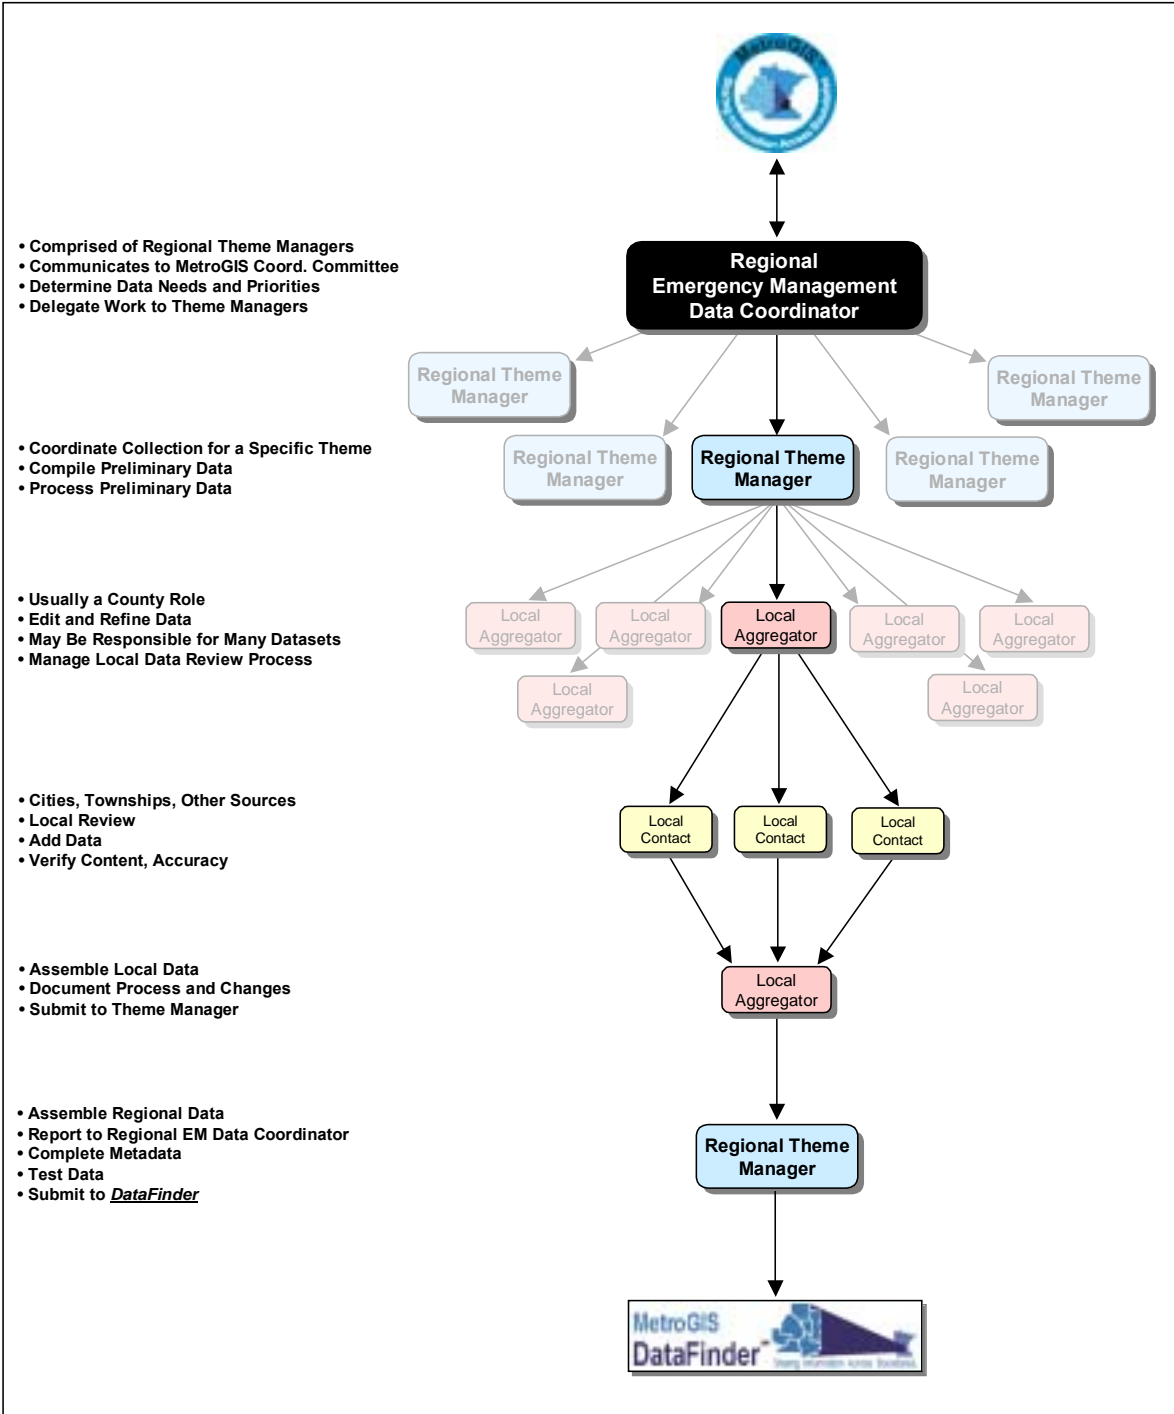 MetroGIS
• Comprised of Regional Theme Managers
• Communicates to MetroGIS Coord. Committee
• Determine Data Needs and Priorities
• Delegate Work to Theme Managers
Regional
Emergency Management
Data Coordinator
Regional Theme
Manager
Regional Theme
Manager
• Coordinate Collection for a Specific Theme
• Compile Preliminary Data
• Process Preliminary Data
Regional Theme
Manager
Regional Theme
Manager
Regional Theme
Manager
• Usually a County Role
• Edit and Refine Data
• May Be Responsible for Many Datasets
• Manage Local Data Review Process
Local
Aggregator
Local
Aggregator
Local
Aggregator
Local
Aggregator
Local
Aggregator
Local
Aggregator
Local
Aggregator
• Cities, Townships, Other Sources
• Local Review
• Add Data
• Verify Content, Accuracy
Local
Contact
Local
Contact
Local
Contact
• Assemble Local Data
• Document Process and Changes
• Submit to Theme Manager
Local
Aggregator
• Assemble Regional Data
• Report to Regional EM Data Coordinator
• Complete Metadata
• Test Data
• Submit to DataFinder
Regional Theme
Manager
MetroGIS
DataFinder
Sharing Information Across Boundaries